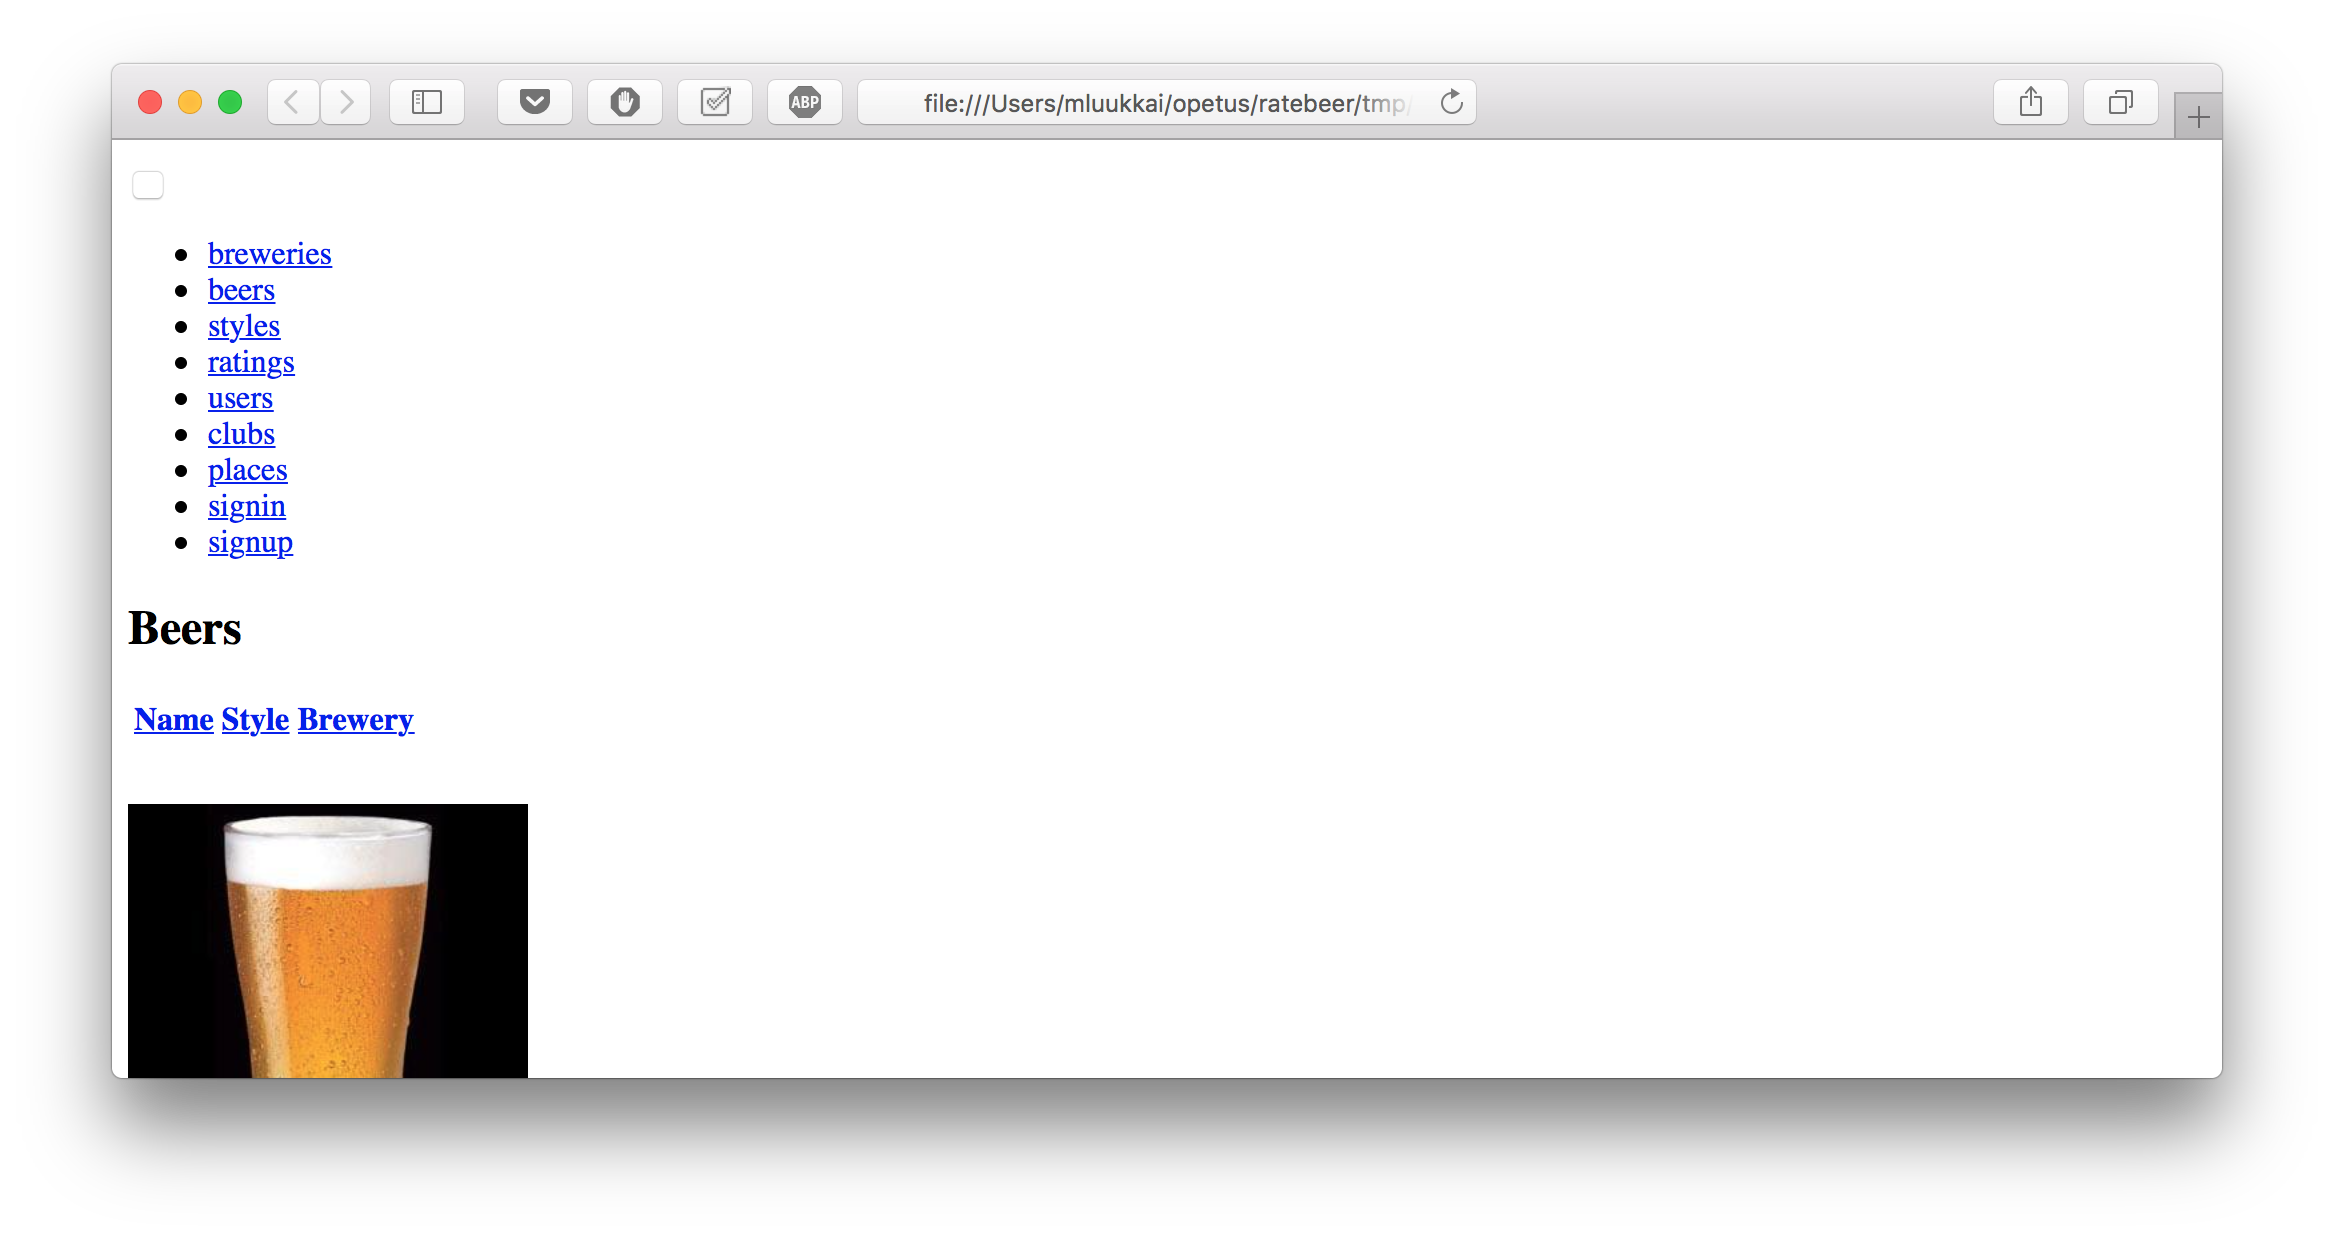 ABP
file:///Users/mluukkai/opetus/ratebeer/tmp/
breweries
beers
styles
ratings
users
clubs
places
signin
signup
Beers
Name Style Brewery